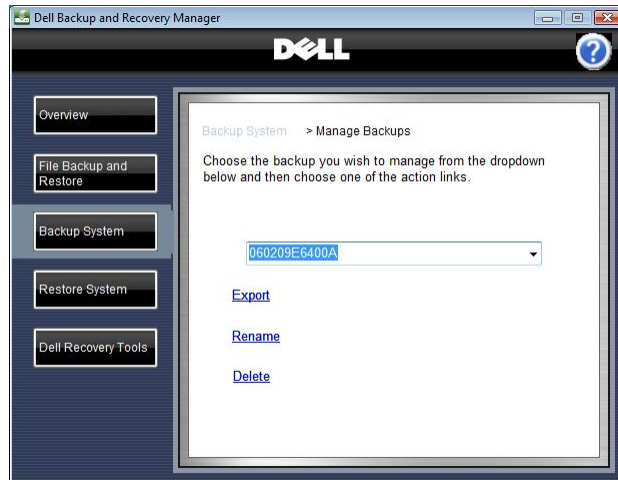 Dell Backup and Recovery Manager
DELL
?
Overview
File Backup and
Restore
Backup System
Restore System
Dell Recovery Tools
Backup System > Manage Backups
Choose the backup you wish to manage from the dropdown
below and then choose one of the action links.
060209E6400A
Export
Rename
Delete